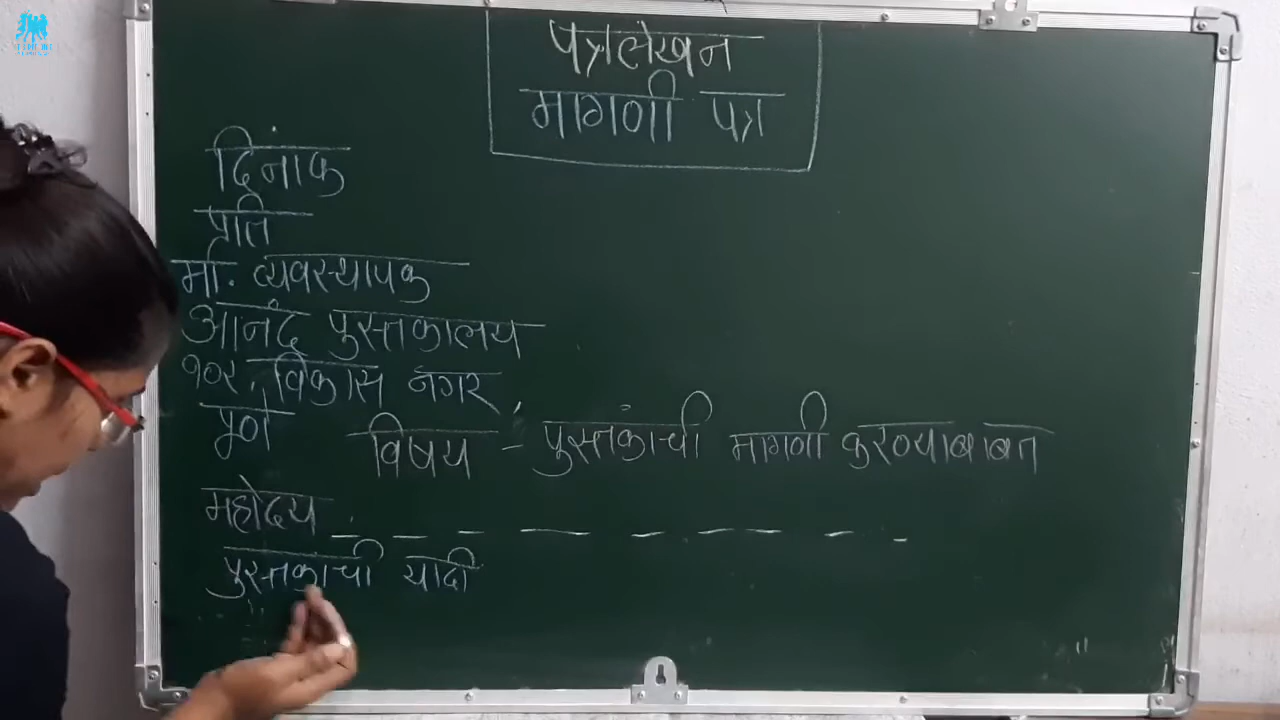 पत्रलेखन
मागणी पत्र
दिनांक
प्रति
मा. व्यवस्थापक
आनंद पुस्तकालय
१०२, विकास नगर,
पूणे
विषय - पुस्तकांची मागणी करण्याबाबत
महोदय,
पुस्तकांची यादी